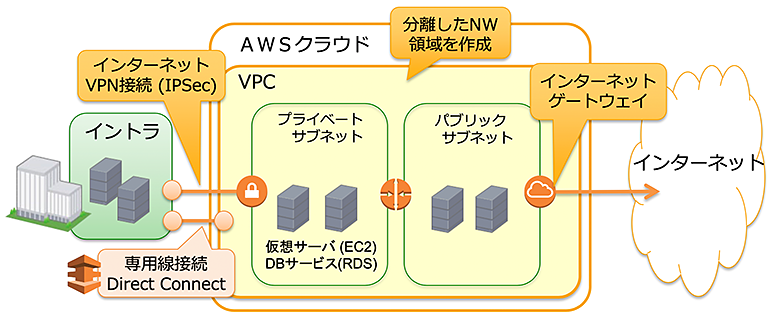 分離したNW
領域を作成
AWSクラウド
インターネット
VPN接続 (IPSec)
VPC
インターネット
ゲートウェイ
イントラ
プライベート
サブネット
パブリック
サブネット
インターネット
仮想サーバ (EC2)
DBサービス(RDS)
専用線接続
Direct Connect